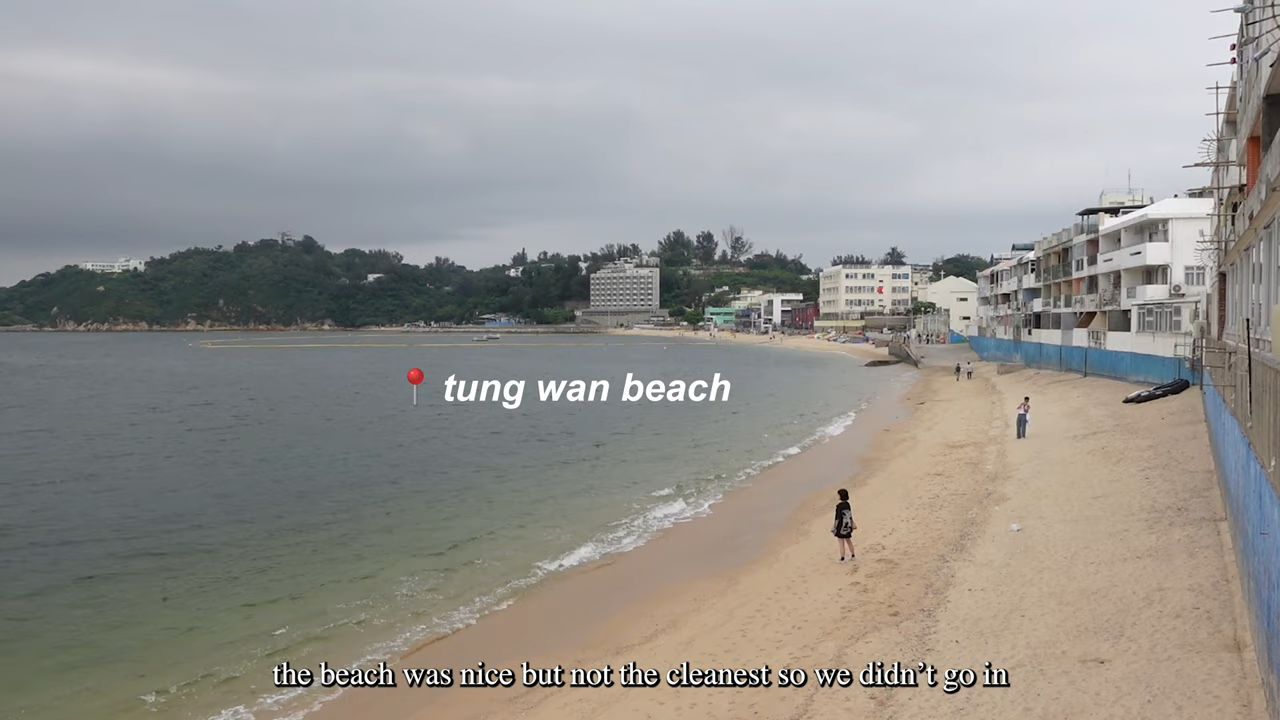 tung wan beach
the beach was nice but not the cleanest so we didn't go in